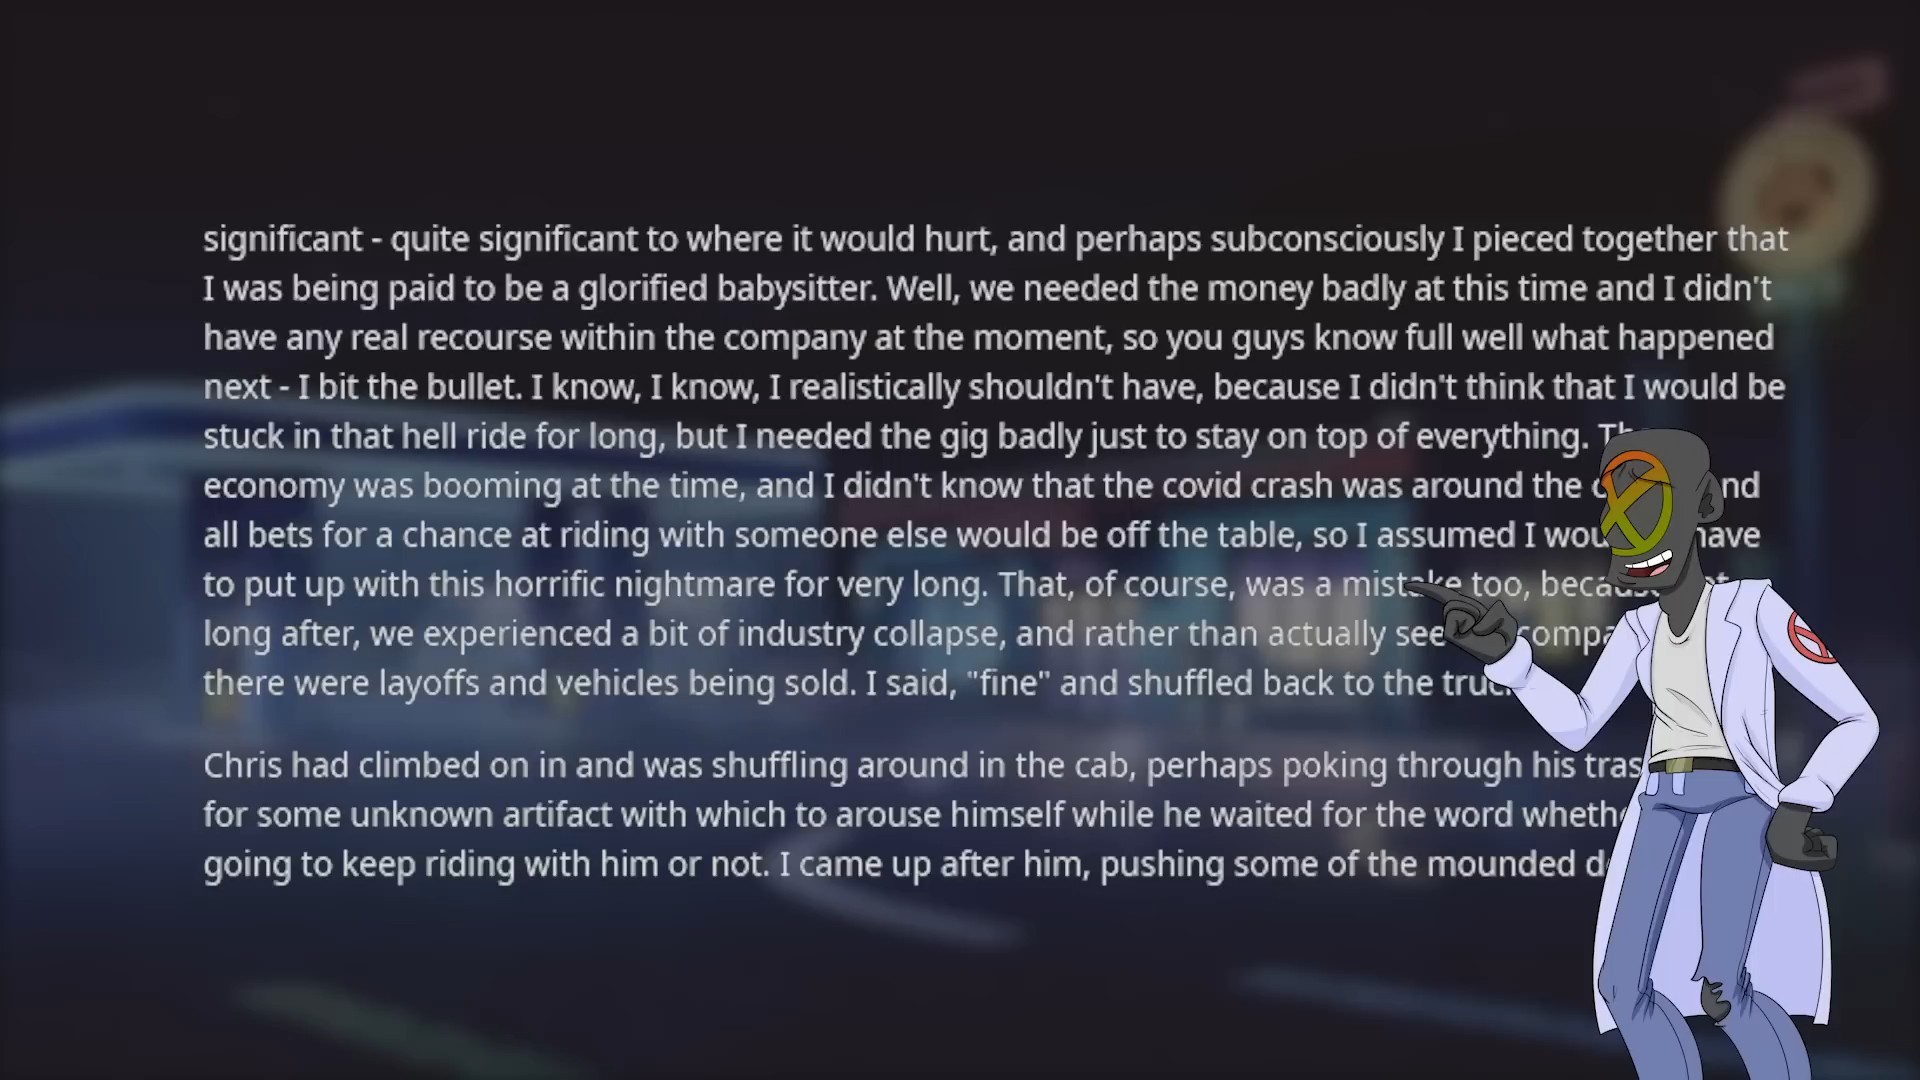 significant - quite significant to where it would hurt, and perhaps subconsciously I pieced together that
I was being paid to be a glorified babysitter. Well, we needed the money badly at this time and I didn't
have any real recourse within the company at the moment, so you guys know full well what happened
next - I bit the bullet. I know, I know, I realistically shouldn't have, because I didn't think that I would be
stuck in that hell ride for long, but I needed the gig badly just to stay on top of everything.
economy was booming at the time, and I didn't know that the covid crash was around the
all bets for a chance at riding with someone else would be off the table, so I assumed I have
to put up with this horrific nightmare for very long. That, of course, was a mistake too,
long after, we experienced a bit of industry collapse, and rather than actually
there were layoffs and vehicles being sold. I said, "fine" and shuffled back to the
Chris had climbed on in and was shuffling around in the cab, perhaps poking through his
for some unknown artifact with which to arouse himself while he waited for the word
going to keep riding with him or not. I came up after him, pushing some of the mounded